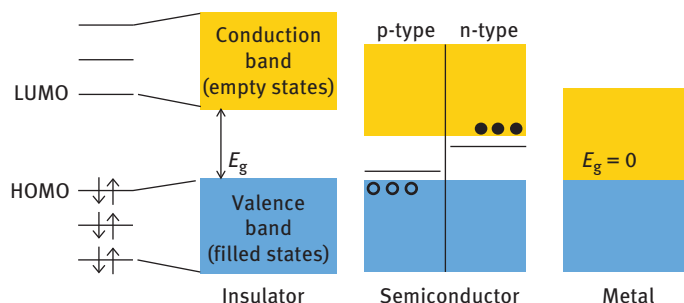 LUMO
HOMO
Conduction
band
(empty states)
E_g
Valence
band
(filled states)
Insulator
p-type
n-type
Semiconductor
E_g = 0
Metal